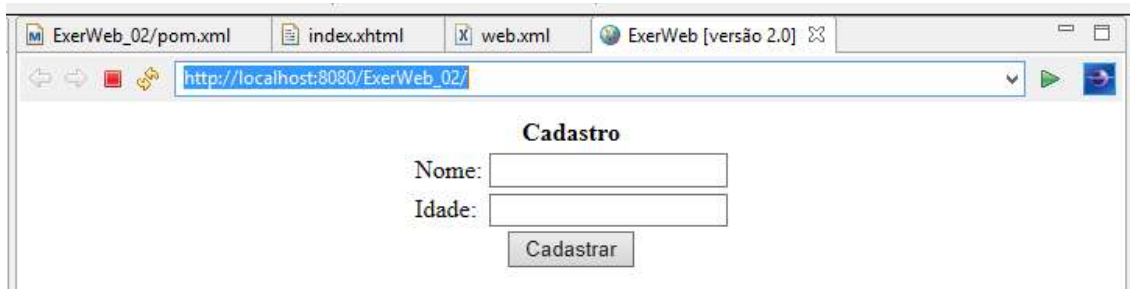 ExerWeb_02/pom.xml index.xhtml web.xml ExerWeb [versão 2.0]
http://localhost:8080/ExerWeb_02/
Cadastro
Nome:
Idade:
Cadastrar